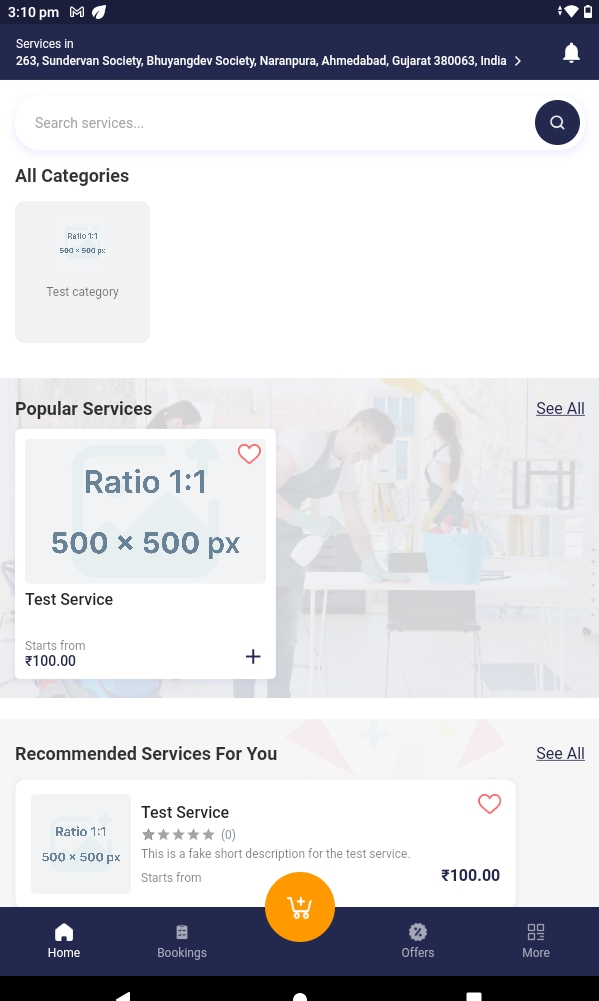 3:10 pm
Services in
263, Sundervan Society, Bhuyangdev Society, Naranpura, Ahmedabad, Gujarat 380063, India
Search services...
All Categories
Ratio 1:1
500 × 500 px
Test category
Popular Services
See All
Ratio 1:1
500 × 500 px
Test Service
Starts from
₹100.00
Recommended Services For You
See All
Ratio 1:1
500 × 500 px
Test Service
(0)
This is a fake short description for the test service.
Starts from
₹100.00
Home
Bookings
Offers
More